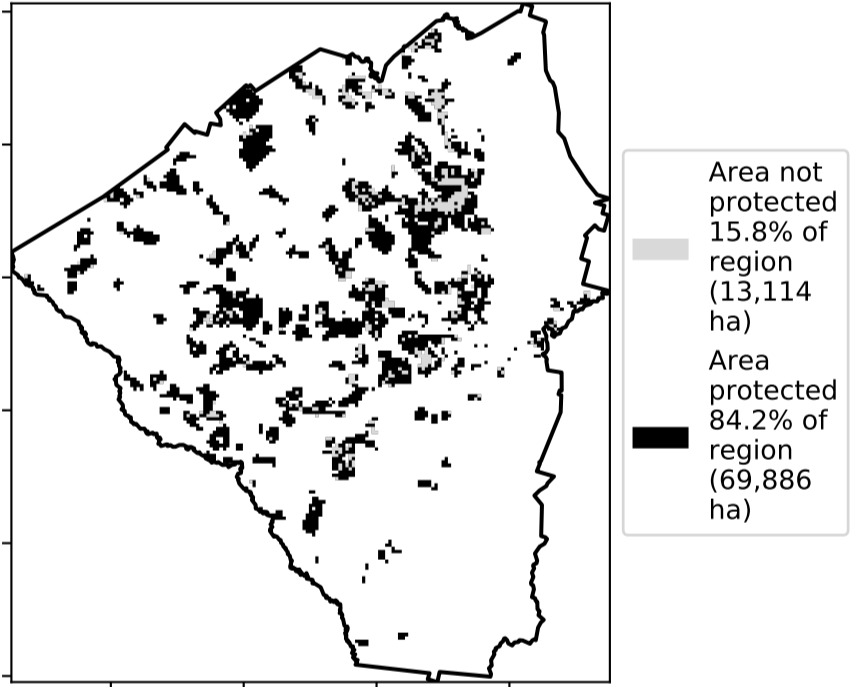 Area not
protected
15.8% of
region
(13,114
ha)
Area
protected
84.2% of
region
(69,886
ha)